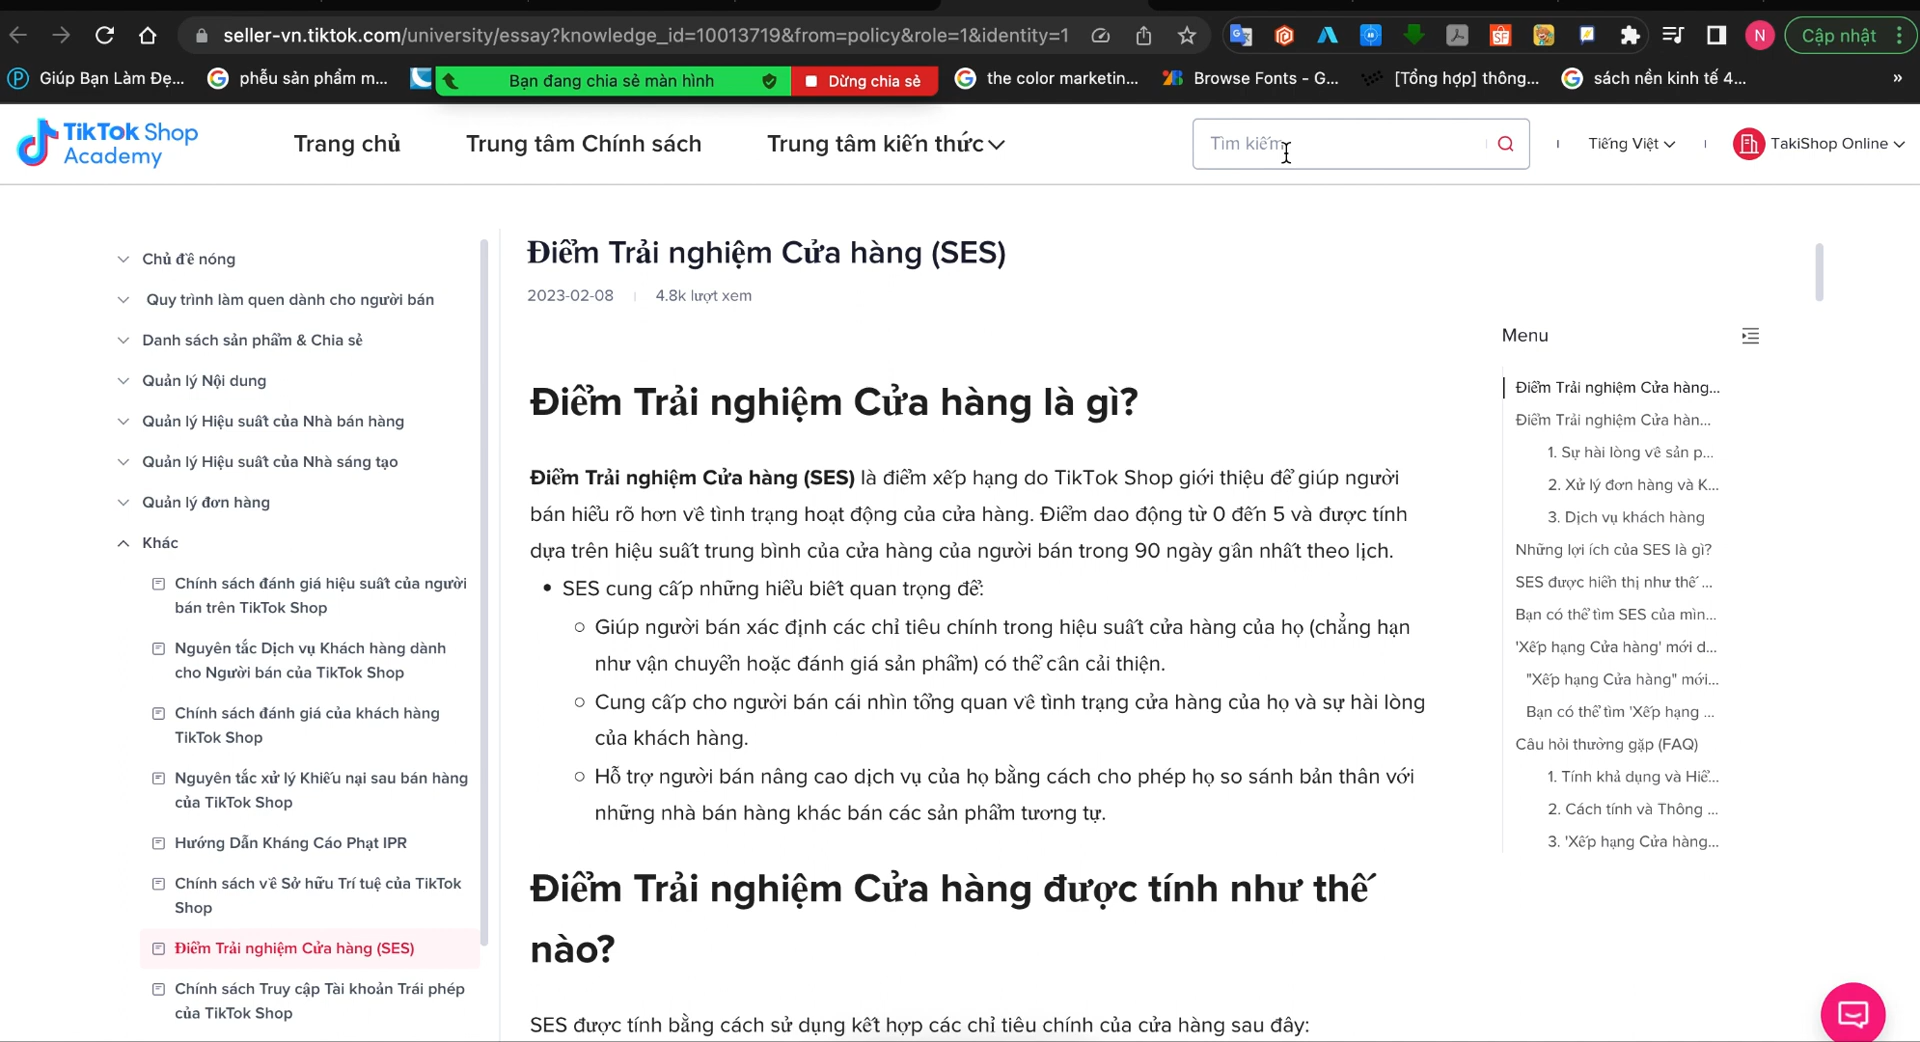 seller-vn.tiktok.com/university/essay?knowledge_id=10013719&from=policy&role=1&identity=1
N
Cập nhật
Giúp Bạn Làm Đẹ...
phễu sản phẩm m...
Bạn đang chia sẻ màn hình
Dừng chia sẻ
the color marketin...
Browse Fonts - G...
[Tổng hợp] thông...
sách nền kinh tế 4...
»
TikTok Shop
Academy
Trang chủ
Trung tâm Chính sách
Trung tâm kiến thức
Tìm kiếm
Tiếng Việt
TakiShop Online
Chủ đề nóng
Quy trình làm quen dành cho người bán
Danh sách sản phẩm & Chia sẻ
Quản lý Nội dung
Quản lý Hiệu suất của Nhà bán hàng
Quản lý Hiệu suất của Nhà sáng tạo
Quản lý đơn hàng
Khác
Chính sách đánh giá hiệu suất của người
bán trên TikTok Shop
Nguyên tắc Dịch vụ Khách hàng dành
cho Người bán của TikTok Shop
Chính sách đánh giá của khách hàng
TikTok Shop
Nguyên tắc xử lý Khiếu nại sau bán hàng
của TikTok Shop
Hướng Dẫn Kháng Cáo Phạt IPR
Chính sách về Sở hữu Trí tuệ của TikTok
Shop
Điểm Trải nghiệm Cửa hàng (SES)
Chính sách Truy cập Tài khoản Trái phép
của TikTok Shop
Điểm Trải nghiệm Cửa hàng (SES)
2023-02-08
4.8k lượt xem
Điểm Trải nghiệm Cửa hàng là gì?
Điểm Trải nghiệm Cửa hàng (SES) là điểm xếp hạng do TikTok Shop giới thiệu để giúp người
bán hiểu rõ hơn về tình trạng hoạt động của cửa hàng. Điểm dao động từ 0 đến 5 và được tính
dựa trên hiệu suất trung bình của cửa hàng của người bán trong 90 ngày gần nhất theo lịch.
• SES cung cấp những hiểu biết quan trọng để:
○ Giúp người bán xác định các chỉ tiêu chính trong hiệu suất cửa hàng của họ (chẳng hạn
như vận chuyển hoặc đánh giá sản phẩm) có thể cần cải thiện.
○ Cung cấp cho người bán cái nhìn tổng quan về tình trạng cửa hàng của họ và sự hài lòng
của khách hàng.
○ Hỗ trợ người bán nâng cao dịch vụ của họ bằng cách cho phép họ so sánh bản thân với
những nhà bán hàng khác bán các sản phẩm tương tự.
Điểm Trải nghiệm Cửa hàng được tính như thế
nào?
SES được tính bằng cách sử dụng kết hợp các chỉ tiêu chính của cửa hàng sau đây:
Menu
Điểm Trải nghiệm Cửa hàng...
Điểm Trải nghiệm Cửa hàn...
1. Sự hài lòng về sản p...
2. Xử lý đơn hàng và K...
3. Dịch vụ khách hàng
Những lợi ích của SES là gì?
SES được hiển thị như thế ...
Bạn có thể tìm SES của mìn...
'Xếp hạng Cửa hàng' mới d...
"Xếp hạng Cửa hàng" mới...
Bạn có thể tìm 'Xếp hạng ...
Câu hỏi thường gặp (FAQ)
1. Tính khả dụng và Hiể...
2. Cách tính và Thông ...
3. 'Xếp hạng Cửa hàng...